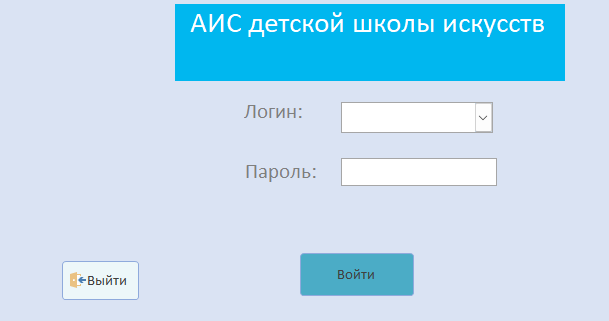 АИС детской школы искусств
Логин:
Пароль:
Выйти
Войти